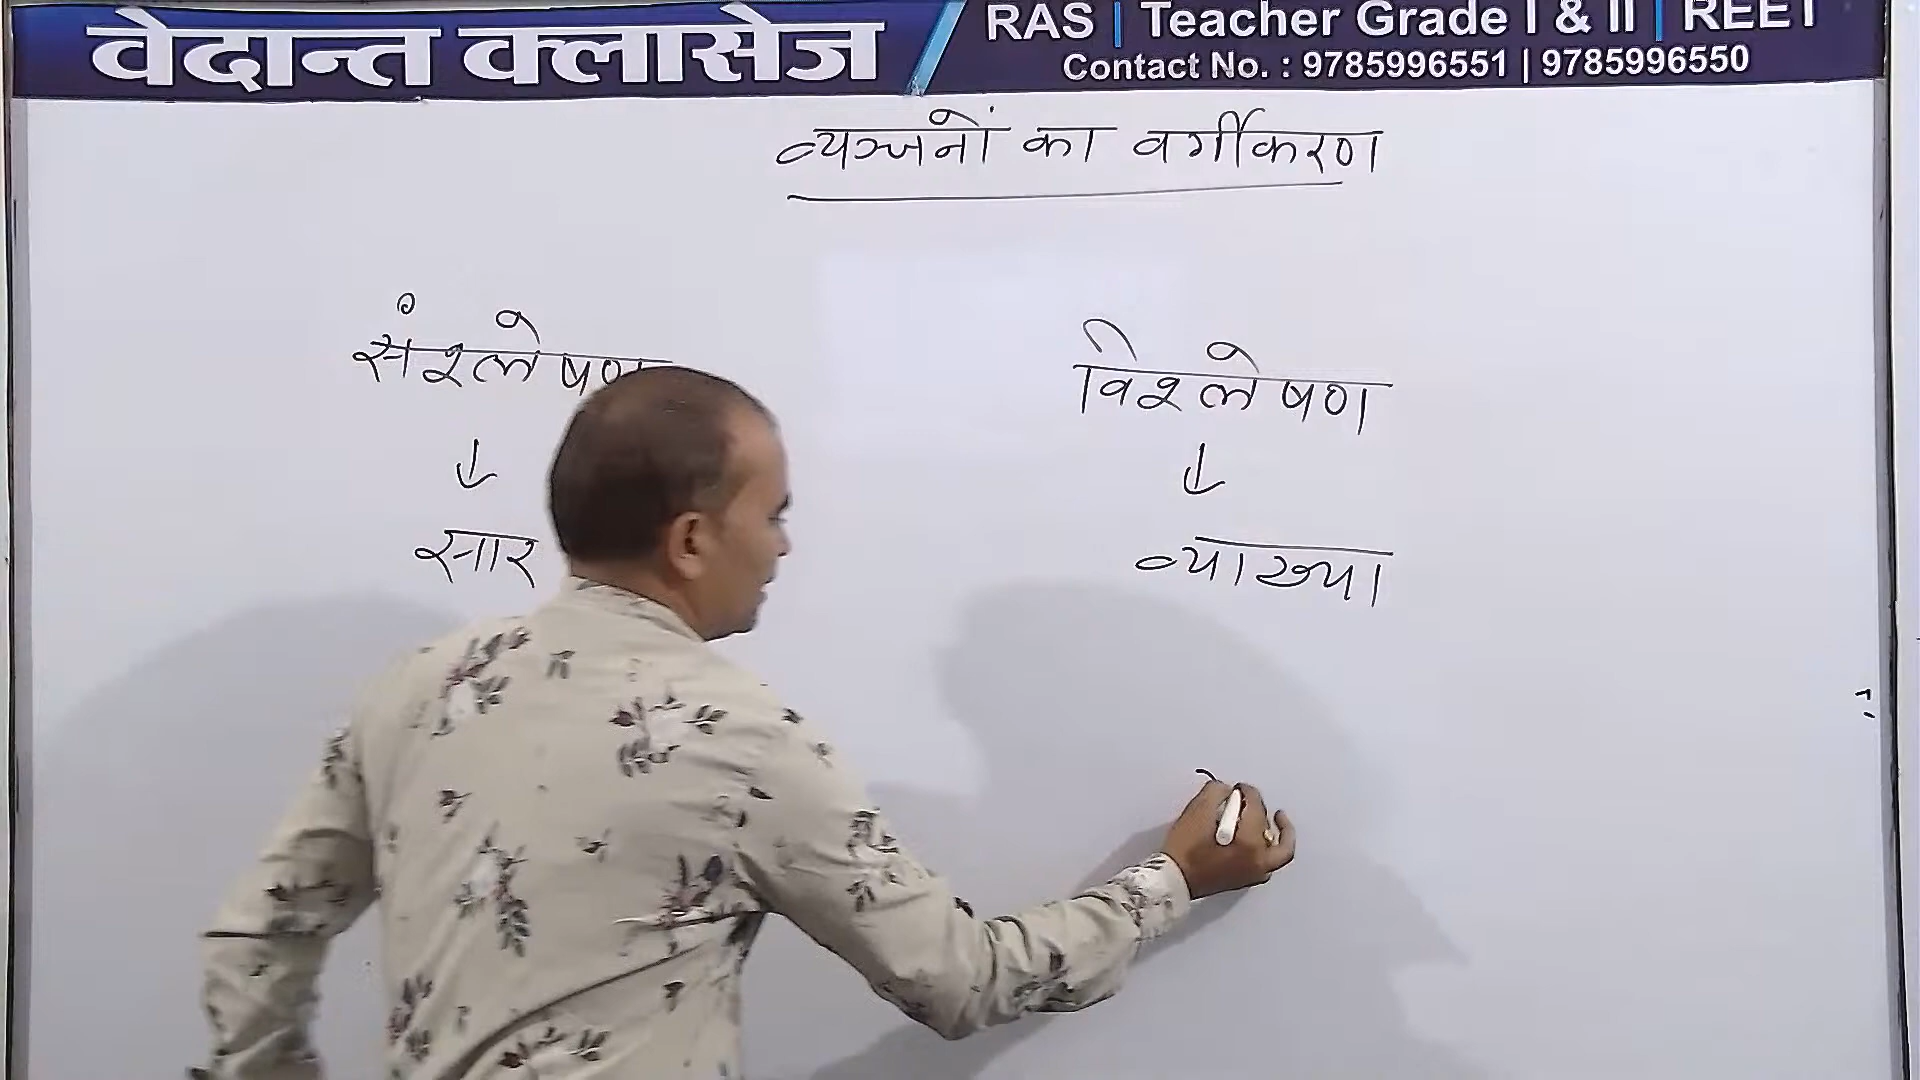 वेदान्त क्लासेज
RAS | Teacher Grade I & II | REET
Contact No. : 9785996551 | 9785996550
व्यञ्जनों का वर्गीकरण
संश्लेषण
विश्लेषण
↓
↓
सार
व्याख्या